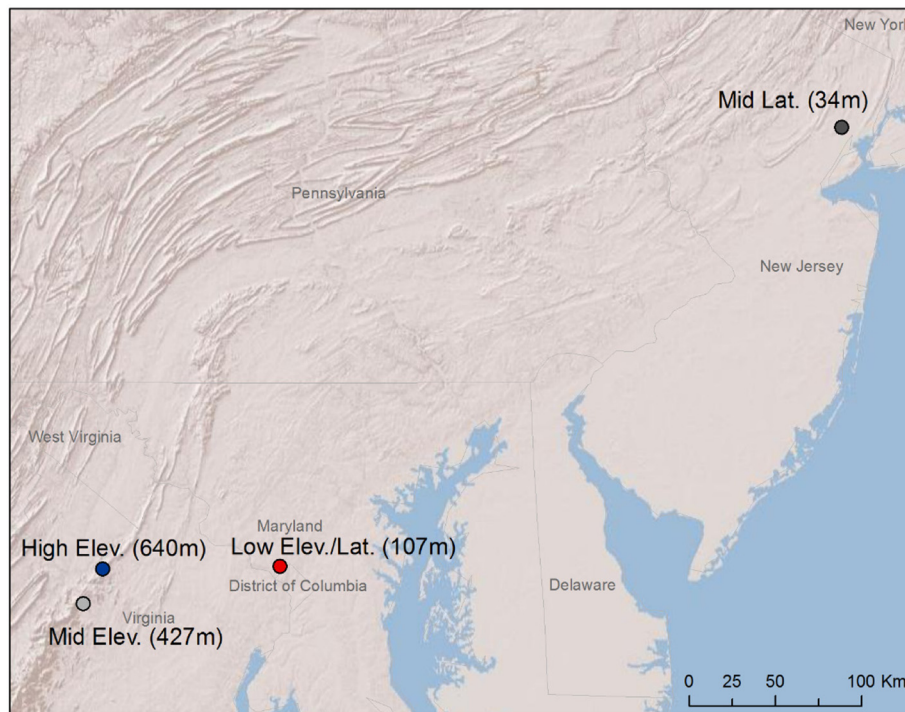 New York
Mid Lat. (34m)
Pennsylvania
New Jersey
West Virginia
Maryland
High Elev. (640m)
Low Elev./Lat. (107m)
District of Columbia
Delaware
Virginia
Mid Elev. (427m)
0 25 50 100 Km